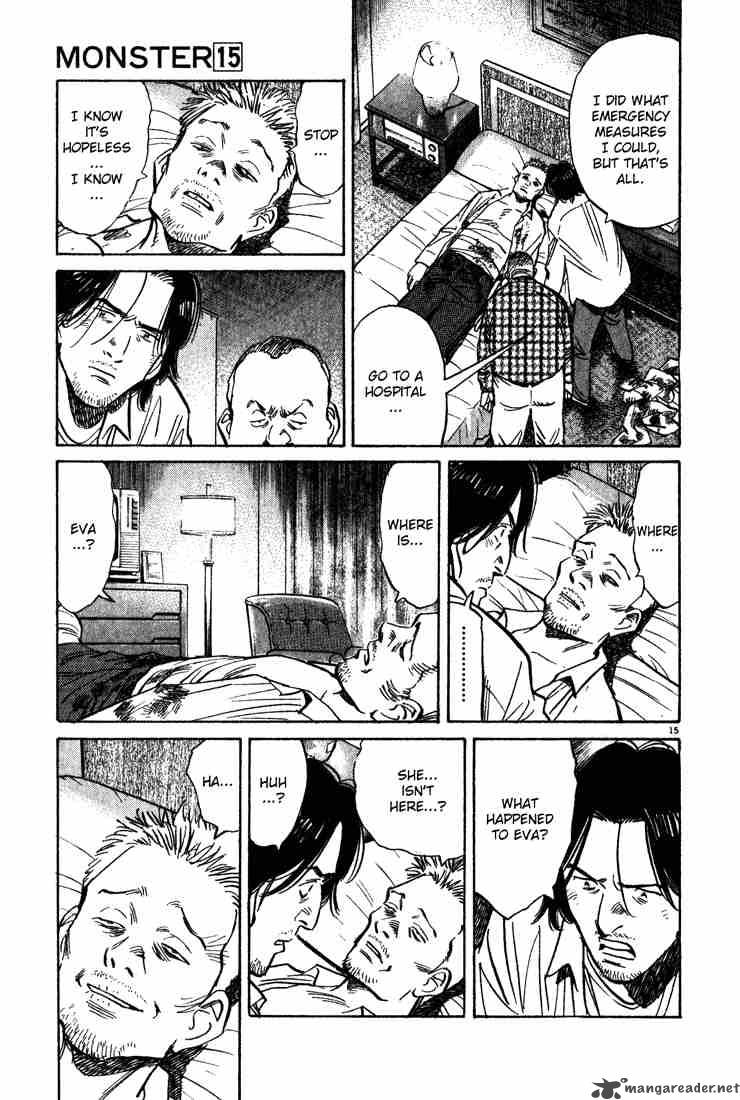 MONSTER 15
I DID WHAT
EMERGENCY
MEASURES
I COULD,
BUT THAT'S
ALL.
GO TO A
HOSPITAL
...
STOP
...
I KNOW
IT'S
HOPELESS
...
I KNOW
...
WHERE
...
.........
WHERE
IS...
EVA
...?
15
WHAT
HAPPENED
TO EVA?
SHE...
ISN'T
HERE...?
HUH
...?
HA...
mangareader.net